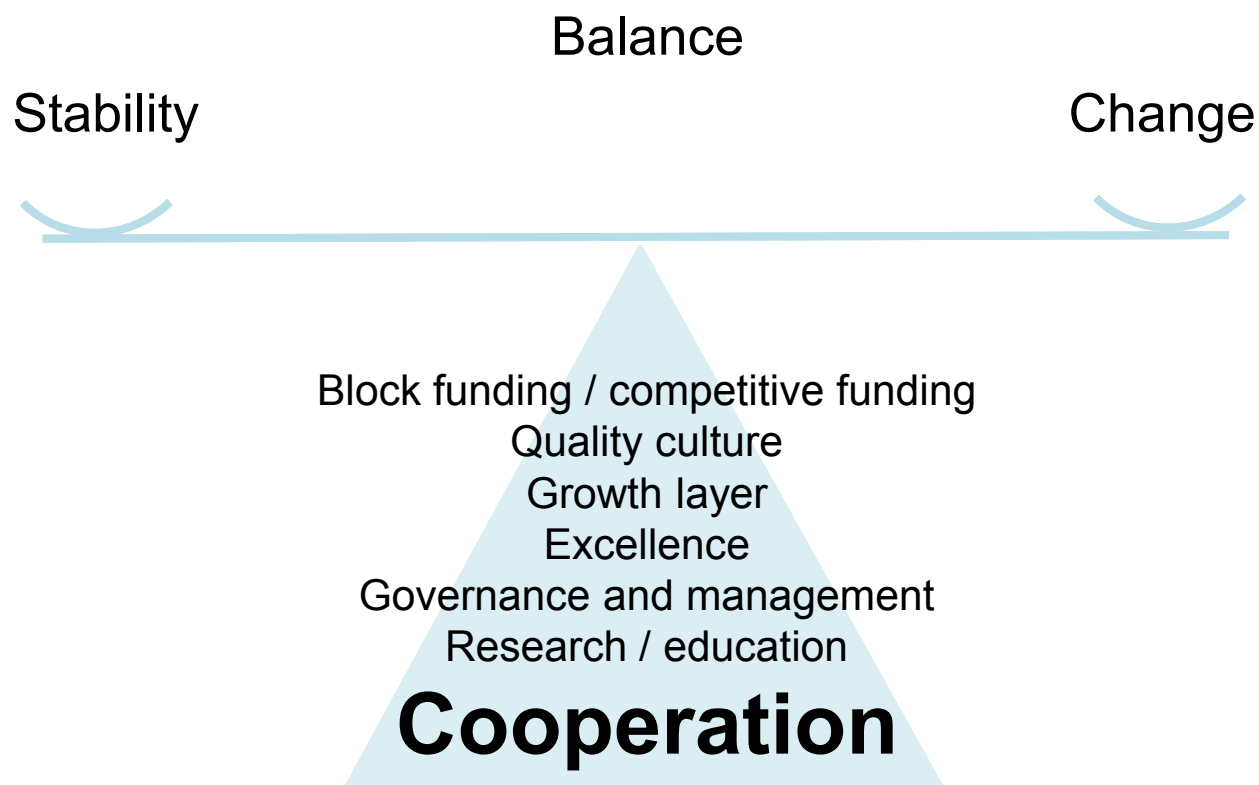 Balance
Stability
Change
Block funding / competitive funding
Quality culture
Growth layer
Excellence
Governance and management
Research / education
Cooperation